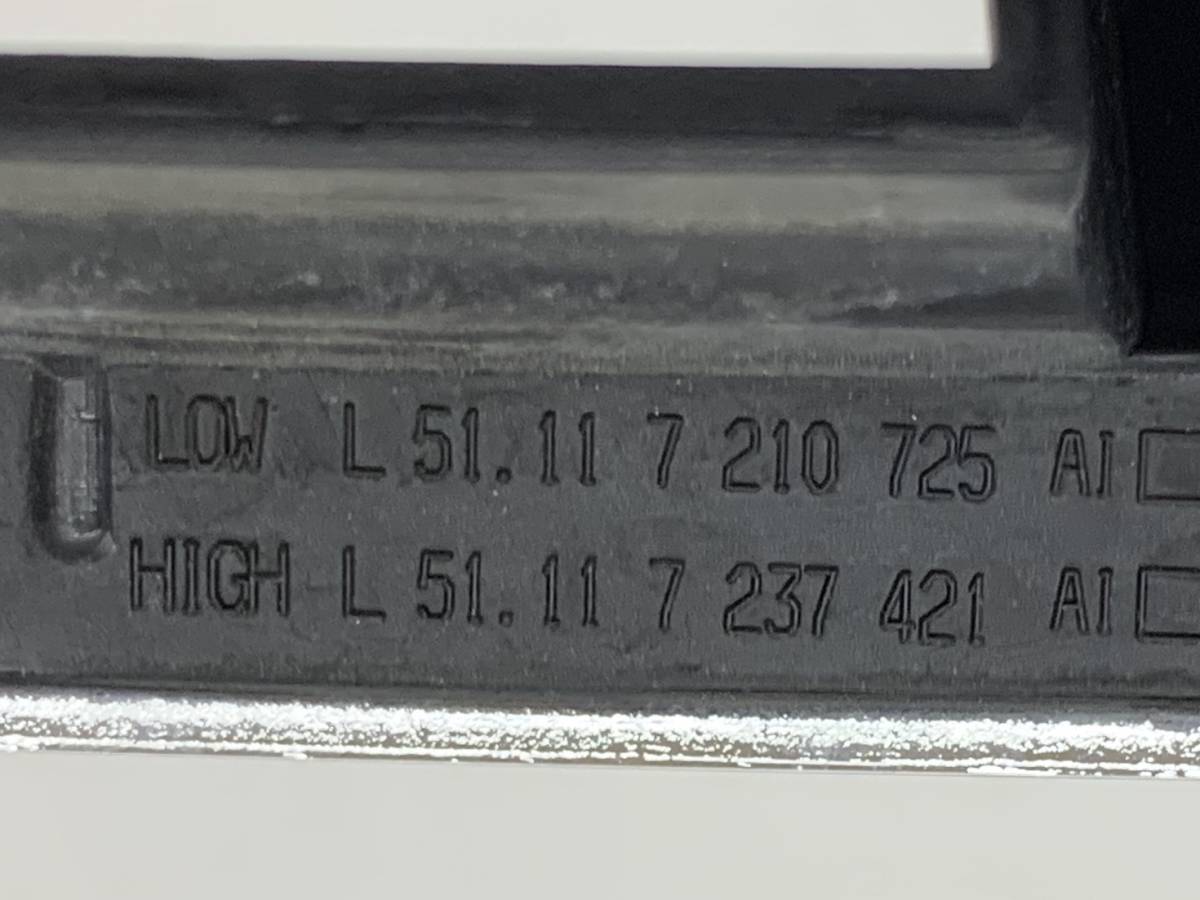 LOW L 51.11 7 210 725 AI
HIGH L 51.11 7 237 421 AI